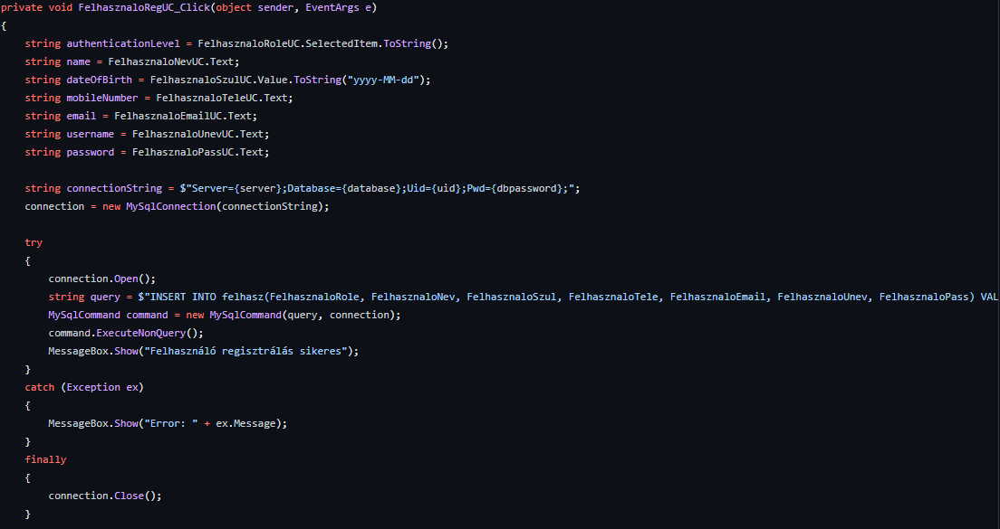 private void FelhasznaloRegUC_Click(object sender, EventArgs e)
{
    string authenticationLevel = FelhasznaloRoleUC.SelectedItem.ToString();
    string name = FelhasznaloNevUC.Text;
    string dateOfBirth = FelhasznaloSzulUC.Value.ToString("yyyy-MM-dd");
    string mobileNumber = FelhasznaloTeleUC.Text;
    string email = FelhasznaloEmailUC.Text;
    string username = FelhasznaloUnevUC.Text;
    string password = FelhasznaloPassUC.Text;

    string connectionString = $"Server={server};Database={database};Uid={uid};Pwd={dbpassword};";
    connection = new MySqlConnection(connectionString);

    try
    {
        connection.Open();
        string query = $"INSERT INTO felhasz(FelhasznaloRole, FelhasznaloNev, FelhasznaloSzul, FelhasznaloTele, FelhasznaloEmail, FelhasznaloUnev, FelhasznaloPass) VAL
        MySqlCommand command = new MySqlCommand(query, connection);
        command.ExecuteNonQuery();
        MessageBox.Show("Felhasználó regisztrálás sikeres");
    }
    catch (Exception ex)
    {
        MessageBox.Show("Error: " + ex.Message);
    }
    finally
    {
        connection.Close();
    }